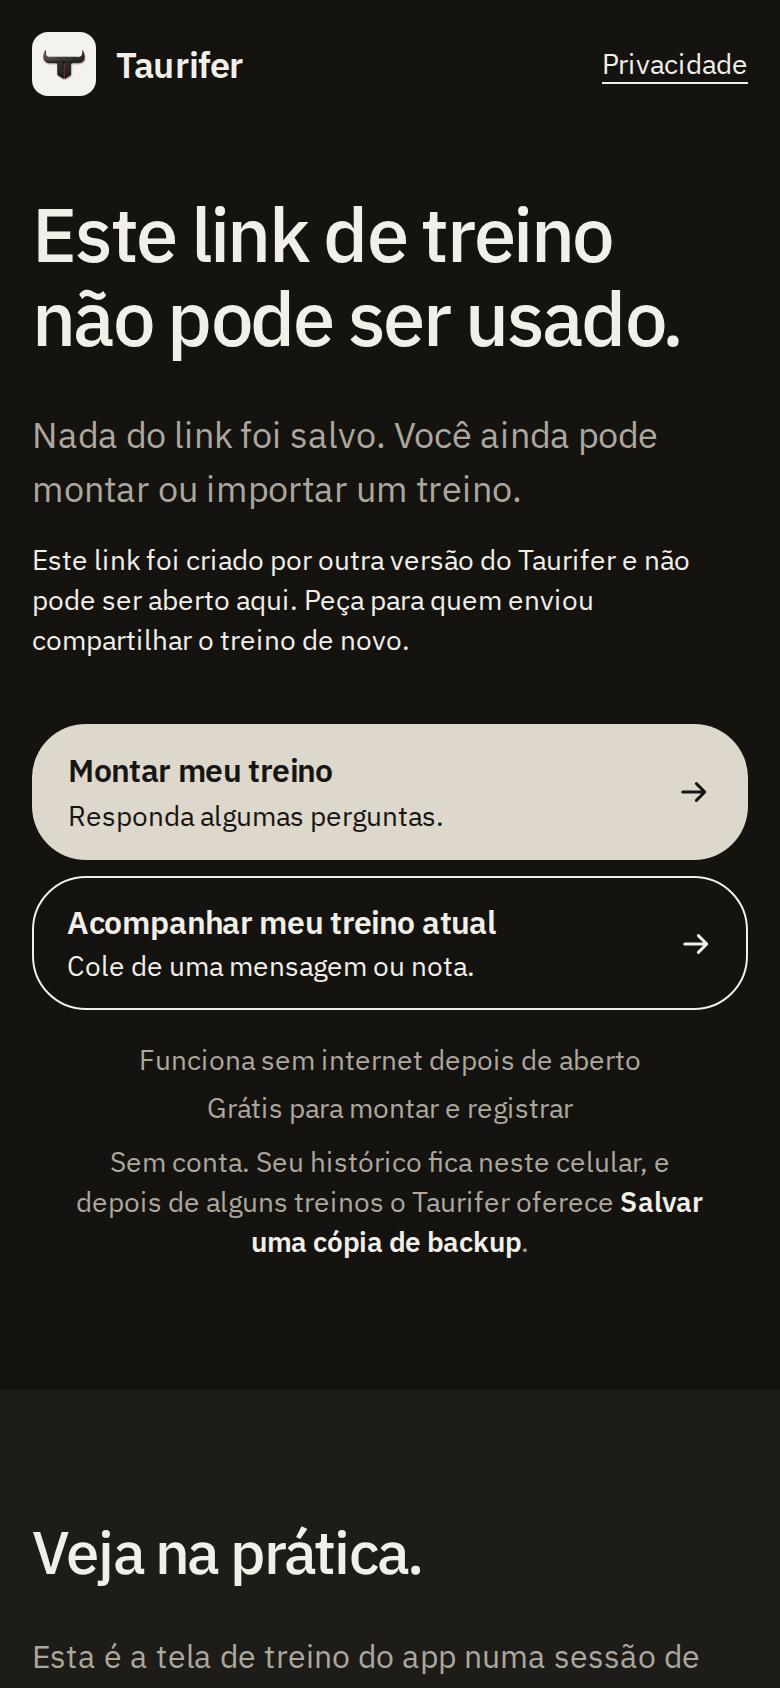 Taurifer
Privacidade
Este link de treino
não pode ser usado.
Nada do link foi salvo. Você ainda pode
montar ou importar um treino.
Este link foi criado por outra versão do Taurifer e não
pode ser aberto aqui. Peça para quem enviou
compartilhar o treino de novo.
Montar meu treino
Responda algumas perguntas.
Acompanhar meu treino atual
Cole de uma mensagem ou nota.
Funciona sem internet depois de aberto
Grátis para montar e registrar
Sem conta. Seu histórico fica neste celular, e
depois de alguns treinos o Taurifer oferece Salvar
uma cópia de backup.
Veja na prática.
Esta é a tela de treino do app numa sessão de